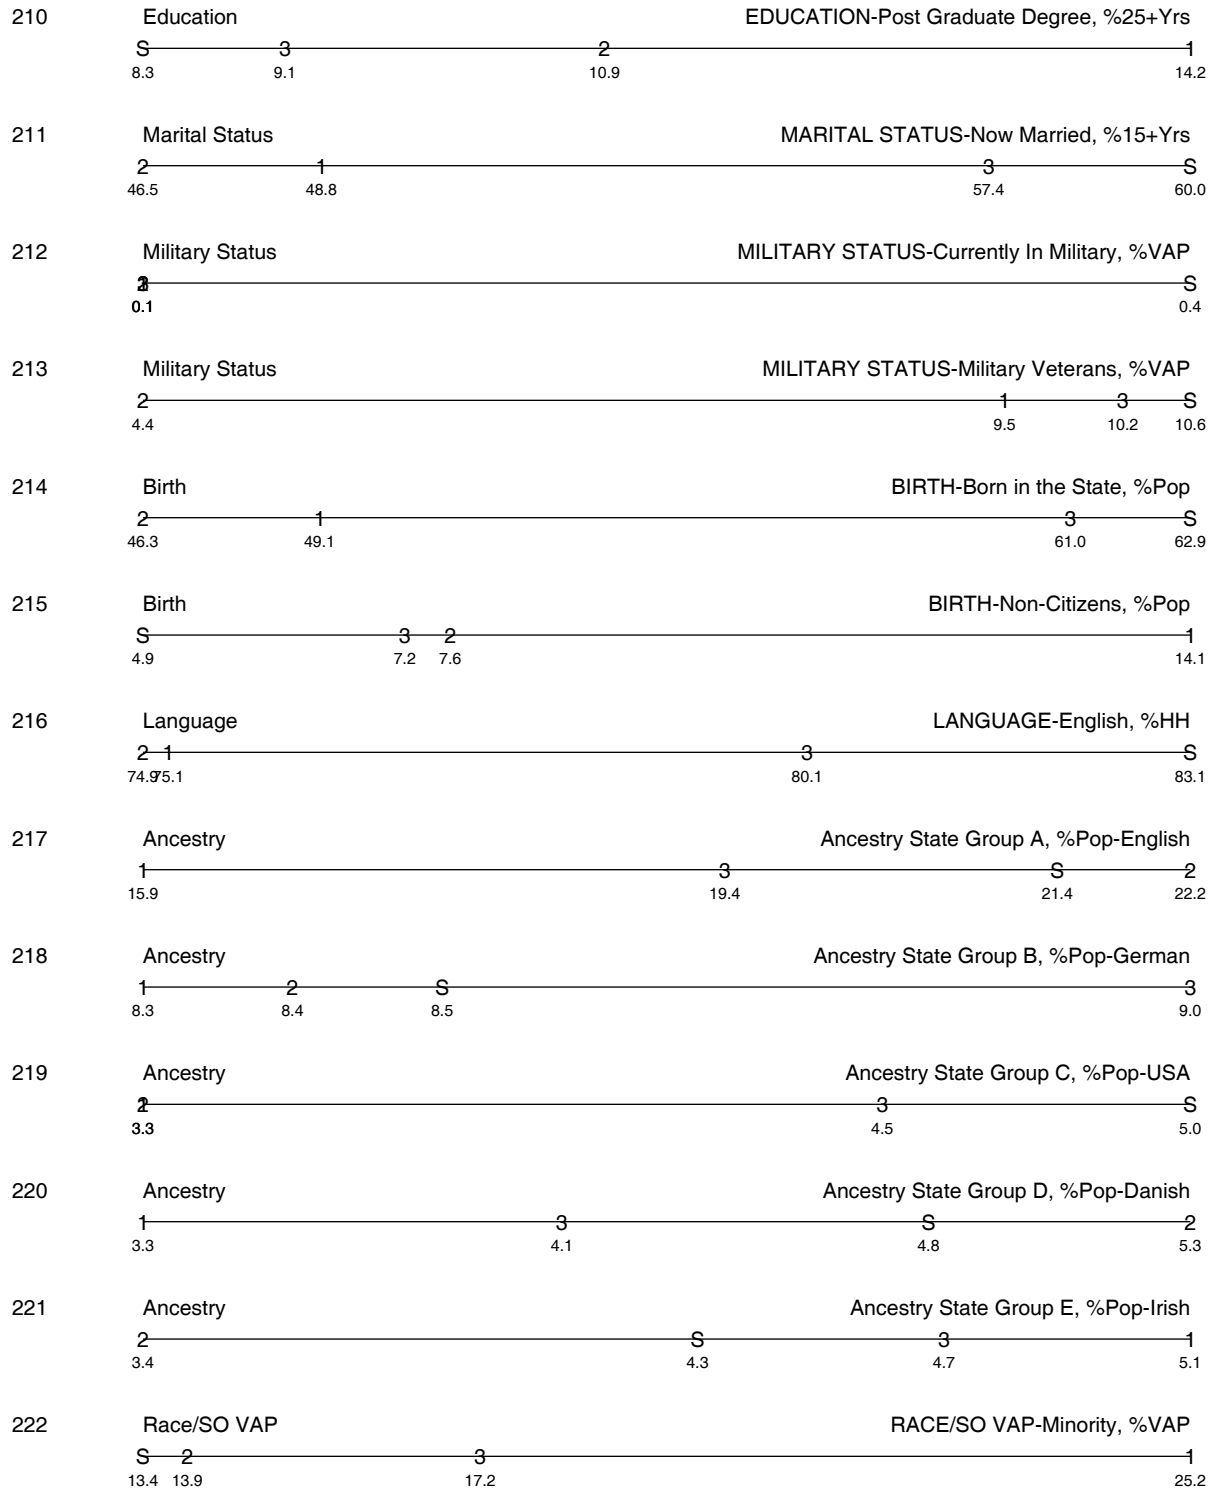 210 Education EDUCATION-Post Graduate Degree, %25+Yrs
S 3 2 1
8.3 9.1 10.9 14.2
211 Marital Status MARITAL STATUS-Now Married, %15+Yrs
2 1 3 S
46.5 48.8 57.4 60.0
212 Military Status MILITARY STATUS-Currently In Military, %VAP
S
0.1 0.4
213 Military Status MILITARY STATUS-Military Veterans, %VAP
2 1 3 S
4.4 9.5 10.2 10.6
214 Birth BIRTH-Born in the State, %Pop
2 1 3 S
46.3 49.1 61.0 62.9
215 Birth BIRTH-Non-Citizens, %Pop
S 3 2 1
4.9 7.2 7.6 14.1
216 Language LANGUAGE-English, %HH
2 1 3 S
74.9 75.1 80.1 83.1
217 Ancestry Ancestry State Group A, %Pop-English
1 3 S 2
15.9 19.4 21.4 22.2
218 Ancestry Ancestry State Group B, %Pop-German
1 2 S 3
8.3 8.4 8.5 9.0
219 Ancestry Ancestry State Group C, %Pop-USA
3 S
3.3 4.5 5.0
220 Ancestry Ancestry State Group D, %Pop-Danish
1 3 S 2
3.3 4.1 4.8 5.3
221 Ancestry Ancestry State Group E, %Pop-Irish
2 S 3 1
3.4 4.3 4.7 5.1
222 Race/SO VAP RACE/SO VAP-Minority, %VAP
S 2 3 1
13.4 13.9 17.2 25.2